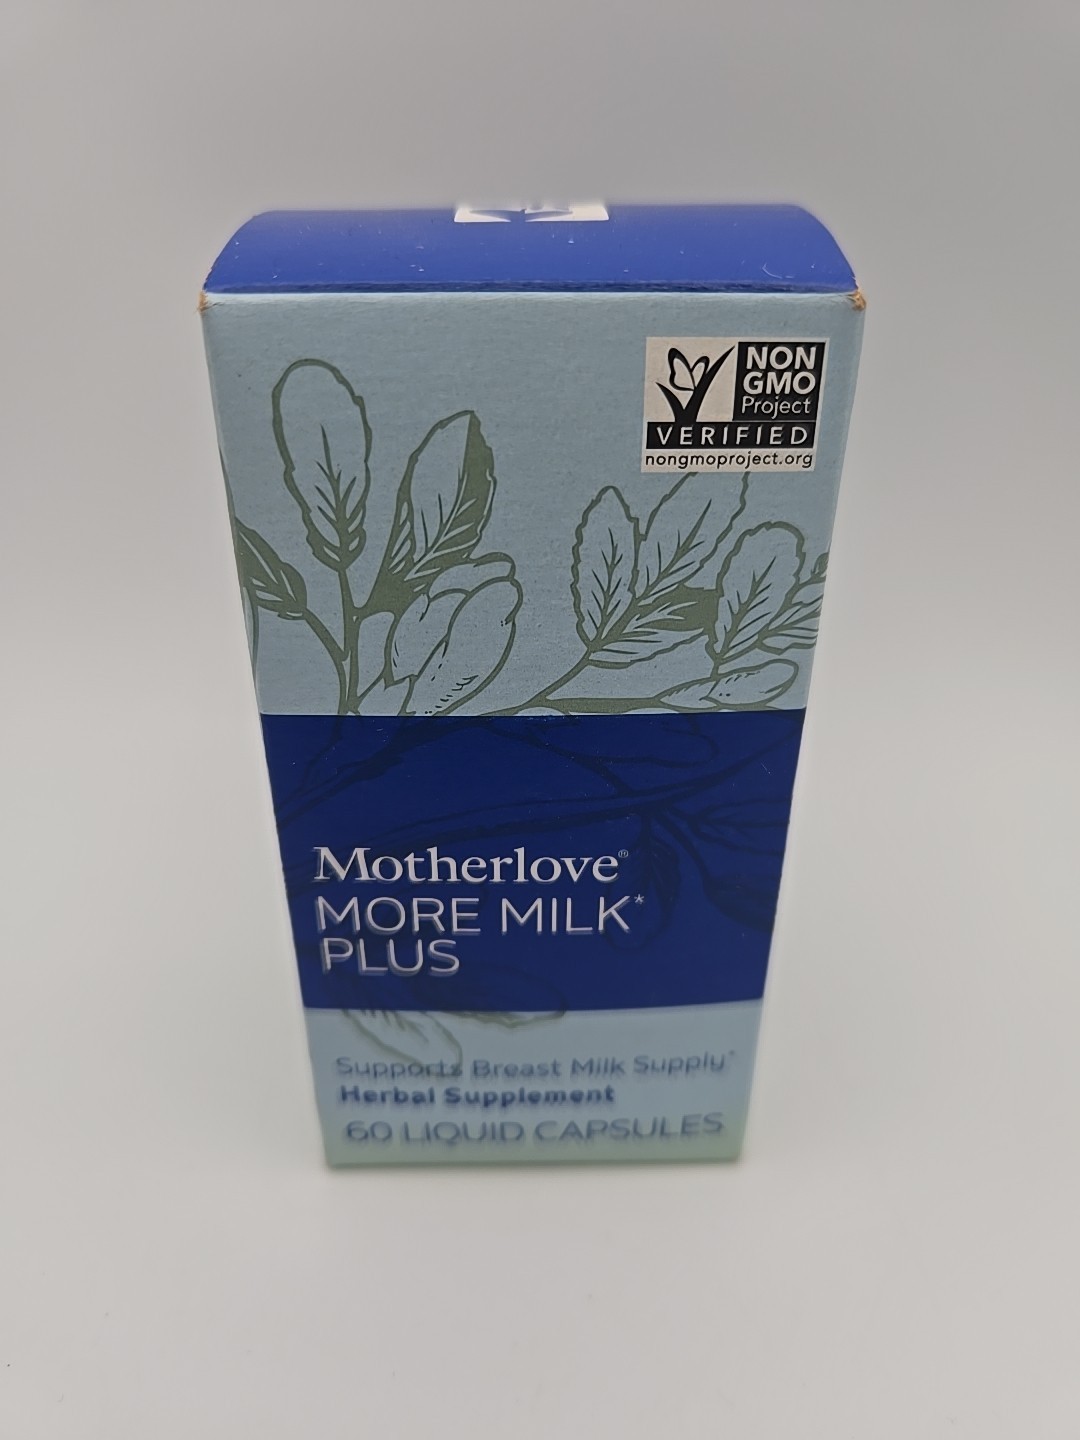 NON
GMO
Project
VERIFIED
nongmoproject.org
Motherlove®
MORE MILK*
PLUS
Supports Breast Milk Supply*
Herbal Supplement
60 LIQUID CAPSULES